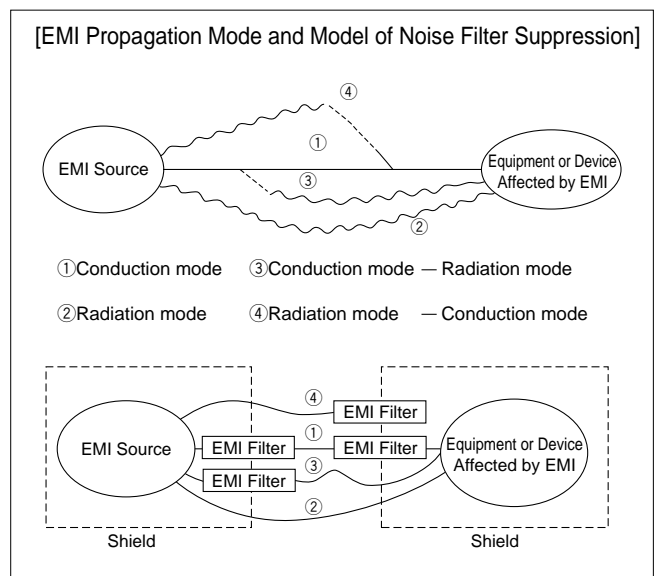 [EMI Propagation Mode and Model of Noise Filter Suppression]
④
①
EMI Source
Equipment or Device
Affected by EMI
③
②
①Conduction mode ③Conduction mode — Radiation mode
②Radiation mode ④Radiation mode — Conduction mode
④
EMI Filter
①
EMI Source
EMI Filter
EMI Filter
Equipment or Device
Affected by EMI
③
EMI Filter
②
Shield
Shield